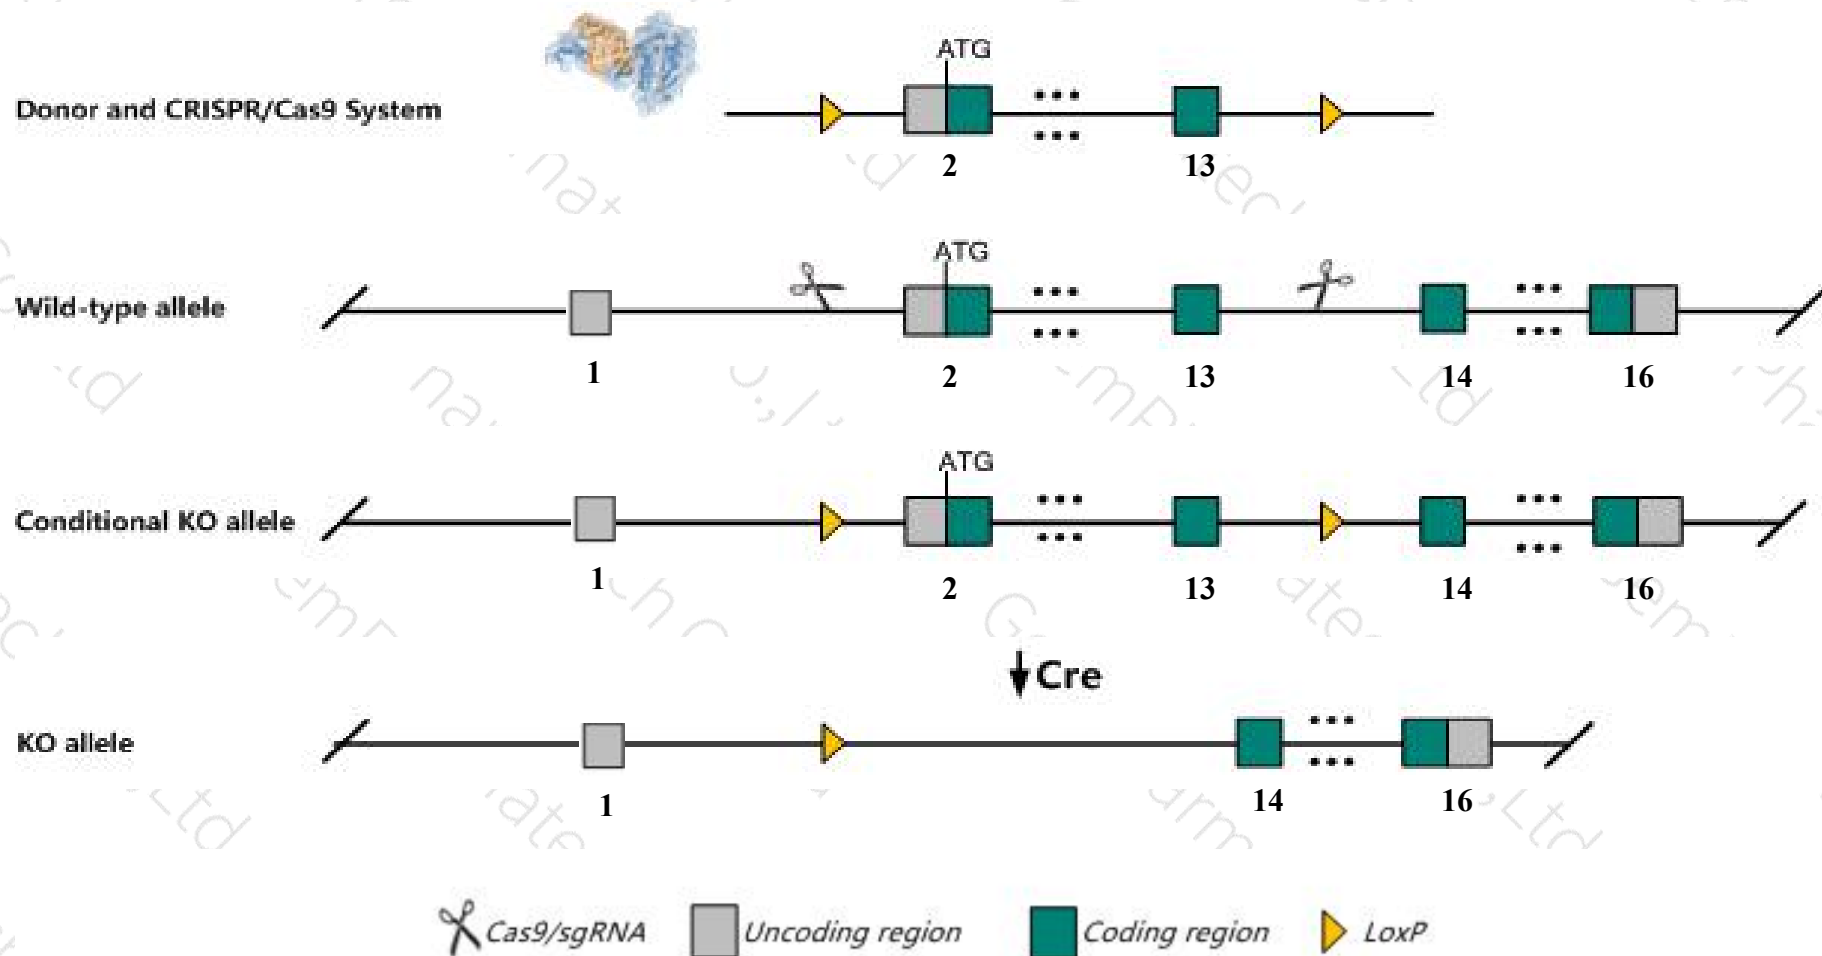 ATG
Donor and CRISPR/Cas9 System
2 13
ATG
Wild-type allele
1 2 13 14 16
ATG
Conditional KO allele
1 2 13 14 16
Cre
KO allele
1 14 16
Cas9/sgRNA Uncoding region Coding region LoxP